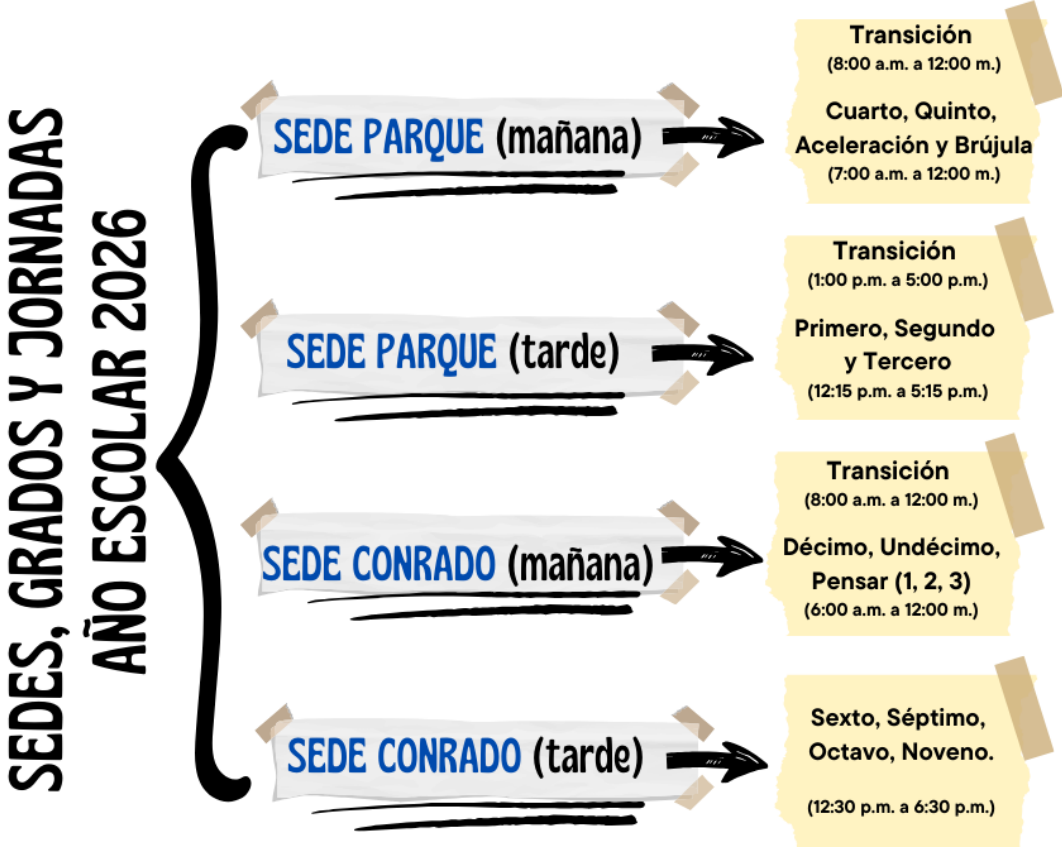 SEDES, GRADOS Y JORNADAS
AÑO ESCOLAR 2026
SEDE PARQUE (mañana)
Transición
(8:00 a.m. a 12:00 m.)
Cuarto, Quinto,
Aceleración y Brújula
(7:00 a.m. a 12:00 m.)
SEDE PARQUE (tarde)
Transición
(1:00 p.m. a 5:00 p.m.)
Primero, Segundo
y Tercero
(12:15 p.m. a 5:15 p.m.)
SEDE CONRADO (mañana)
Transición
(8:00 a.m. a 12:00 m.)
Décimo, Undécimo,
Pensar (1, 2, 3)
(6:00 a.m. a 12:00 m.)
SEDE CONRADO (tarde)
Sexto, Séptimo,
Octavo, Noveno.
(12:30 p.m. a 6:30 p.m.)